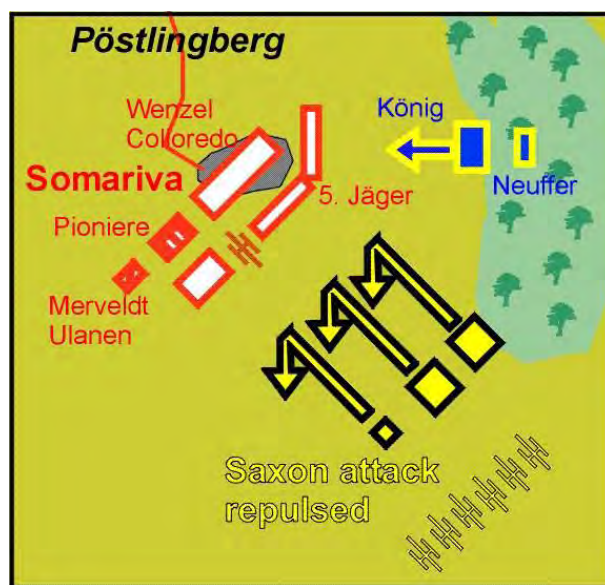 Pöstlingberg
Wenzel
Colloredo
Somariva
Pioniere
Merveldt
Ulanen
5. Jäger
König
Neuffer
Saxon attack
repulsed